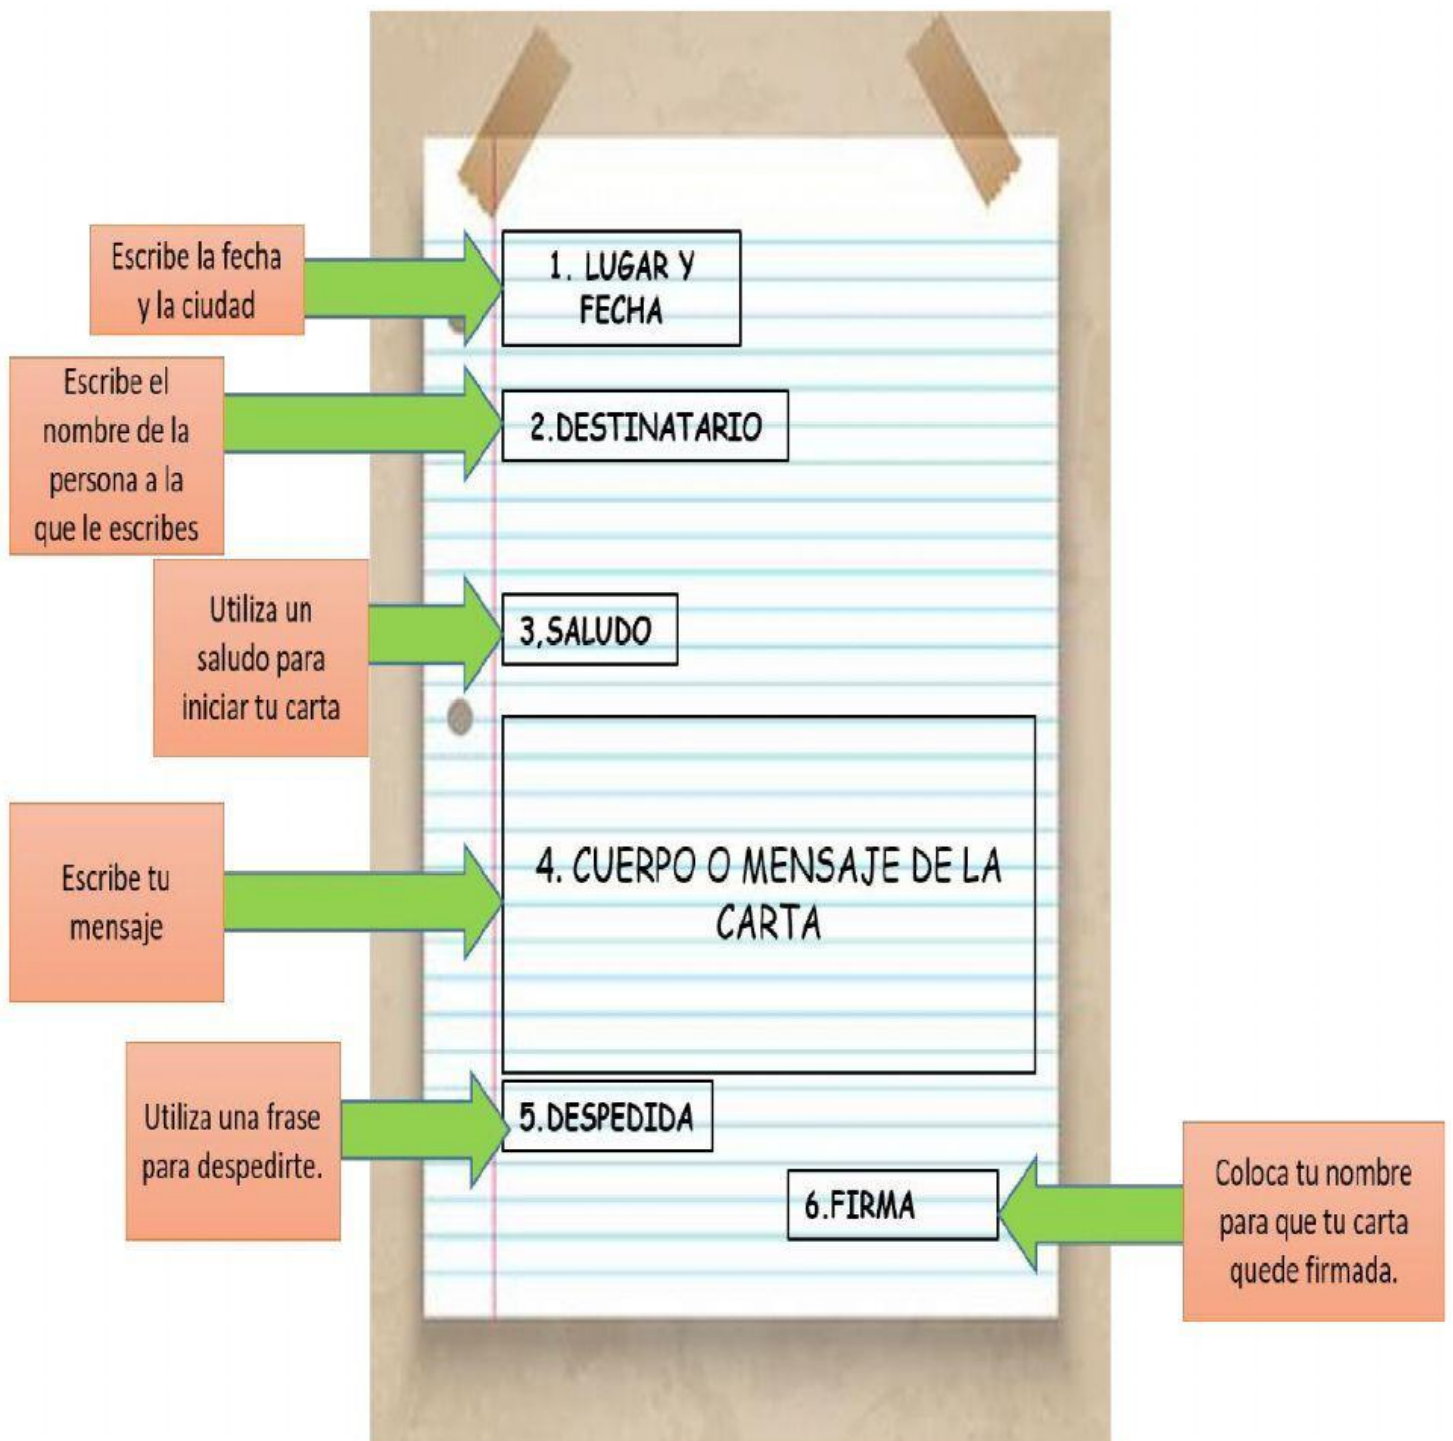 Escribe la fecha
y la ciudad
1. LUGAR Y
FECHA
Escribe el
nombre de la
persona a la
que le escribes
2.DESTINATARIO
Utiliza un
saludo para
iniciar tu carta
3,SALUDO
Escribe tu
mensaje
4. CUERPO O MENSAJE DE LA
CARTA
Utiliza una frase
para despedirte.
5.DESPEDIDA
6.FIRMA
Coloca tu nombre
para que tu carta
quede firmada.